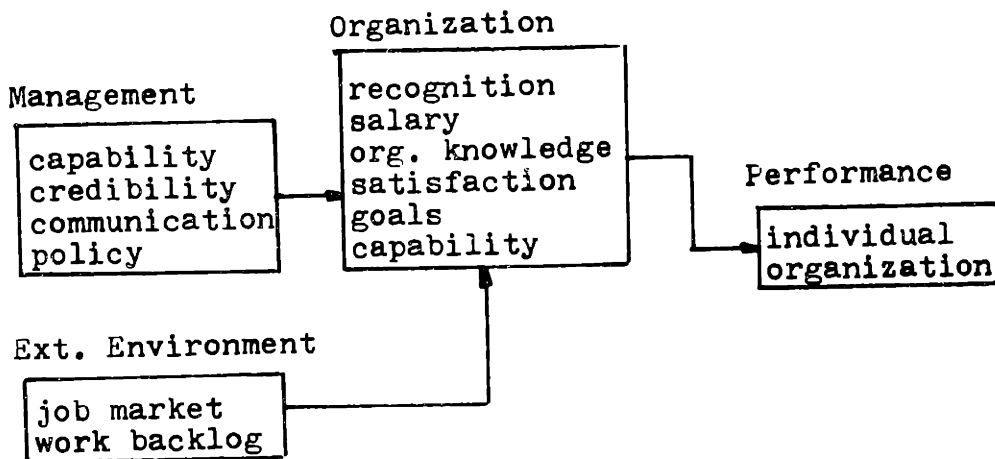 Organization
recognition
salary
org. knowledge
satisfaction
goals
capability
Management
capability
credibility
communication
policy
Performance
individual
organization
Ext. Environment
job market
work backlog